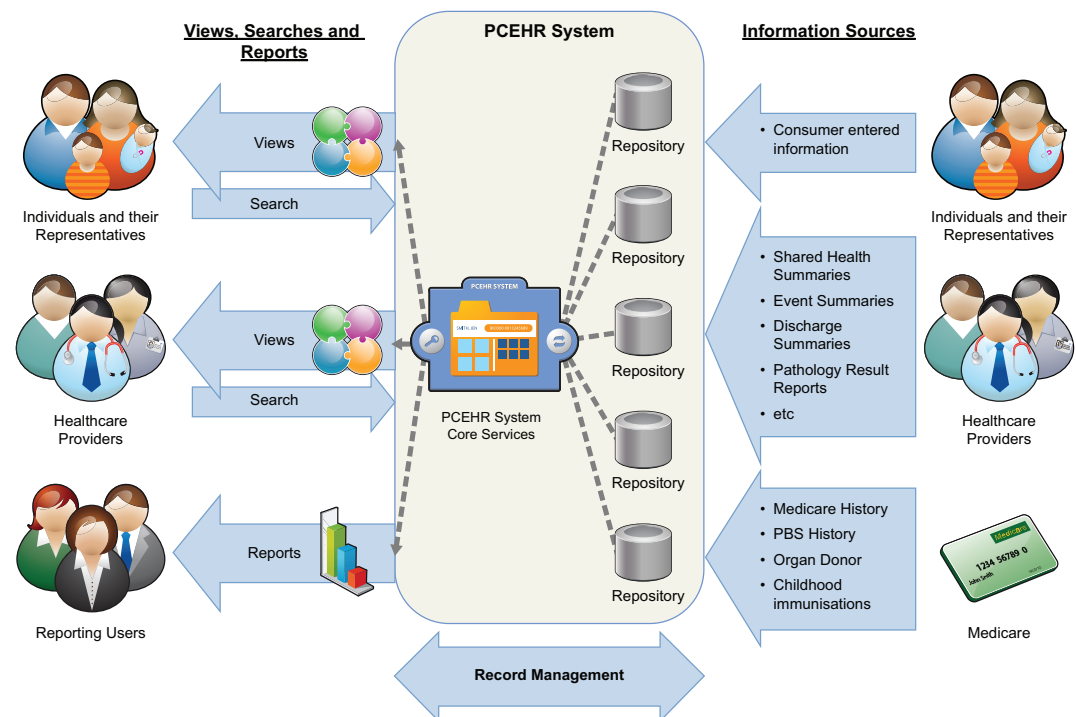 Views, Searches and
Reports
PCEHR System
Information Sources
Views
Search
Individuals and their
Representatives
Repository
• Consumer entered
information
Individuals and their
Representatives
Repository
Views
Search
Healthcare
Providers
PCEHR SYSTEM
PCEHR System
Core Services
Repository
Repository
• Shared Health
Summaries
• Event Summaries
• Discharge
Summaries
• Pathology Result
Reports
• etc
Healthcare
Providers
Reports
Reporting Users
Repository
• Medicare History
• PBS History
• Organ Donor
• Childhood
immunisations
Medicare
1234 56789 0
John Smith
Medicare
Record Management